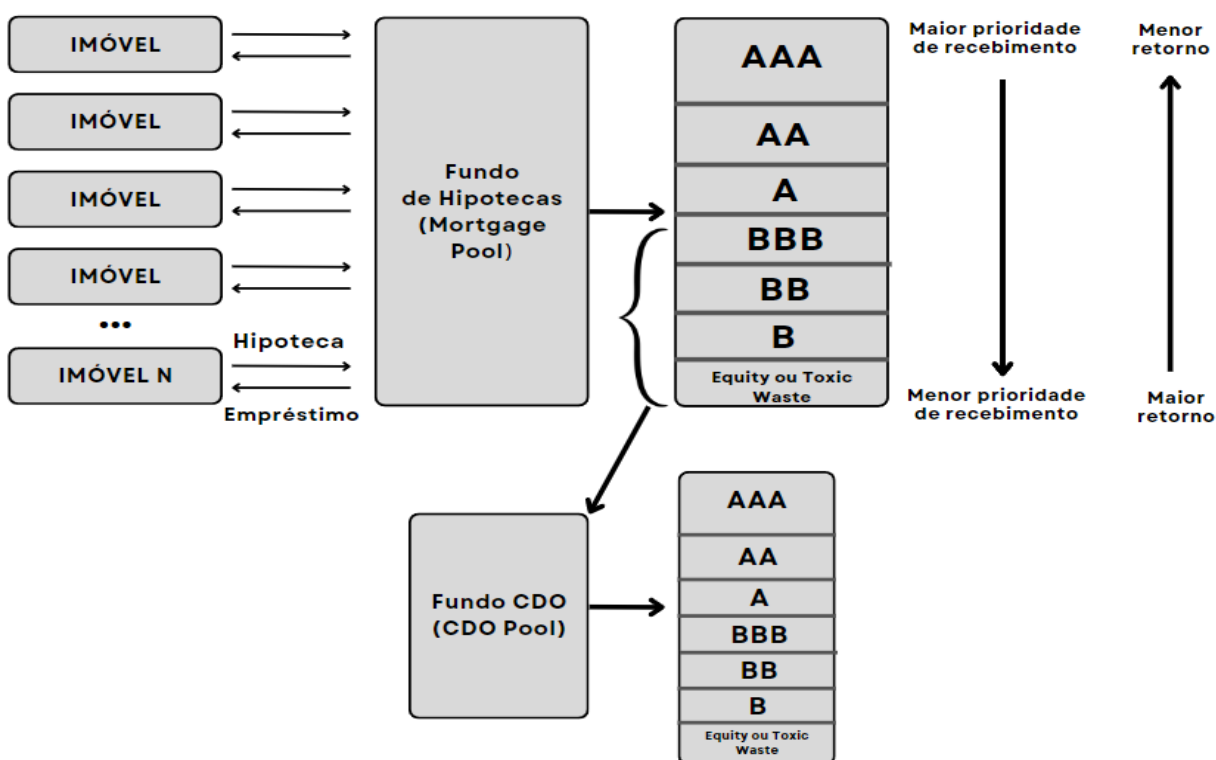 IMÓVEL
IMÓVEL
IMÓVEL
IMÓVEL
...
IMÓVEL N
Hipoteca
Empréstimo
Fundo
de Hipotecas
(Mortgage
Pool)
AAA
AA
A
BBB
BB
B
Equity ou Toxic
Waste
Maior prioridade
de recebimento
Menor prioridade
de recebimento
Menor
retorno
Maior
retorno
Fundo CDO
(CDO Pool)
AAA
AA
A
BBB
BB
B
Equity ou Toxic
Waste